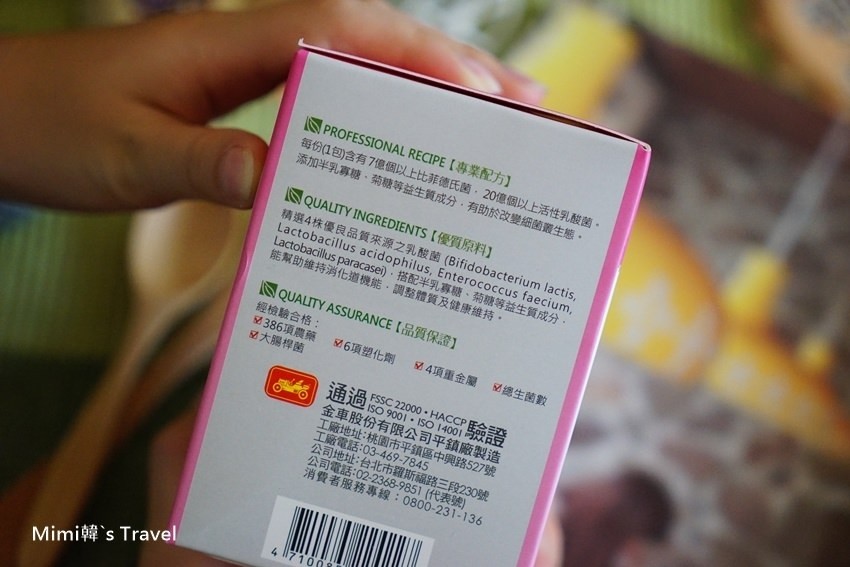 PROFESSIONAL RECIPE【專業配方】
每份(1包)含有7億個以上比菲德氏菌，20億個以上活性乳酸菌。
添加半乳寡糖、菊糖等益生質成分，有助於改變細菌叢生態。
QUALITY INGREDIENTS【優質原料】
精選4株優良品質來源之乳酸菌 (Bifidobacterium lactis,
Lactobacillus acidophilus, Enterococcus faecium,
Lactobacillus paracasei)，搭配半乳寡糖、菊糖等益生質成分，
能幫助維持消化道機能，調整體質及健康維持。
QUALITY ASSURANCE【品質保證】
經檢驗合格：
386項農藥 6項塑化劑 4項重金屬 總生菌數
大腸桿菌
通過 FSSC 22000・HACCP
ISO 9001・ISO 14001 驗證
金車股份有限公司平鎮廠製造
工廠地址:桃園市平鎮區中興路527號
工廠電話:03-469-7845
公司地址:台北市羅斯福路三段230號
公司電話:02-2368-9851 (代表號)
消費者服務專線：0800-231-136
4 71008
Mimi韓`s Travel